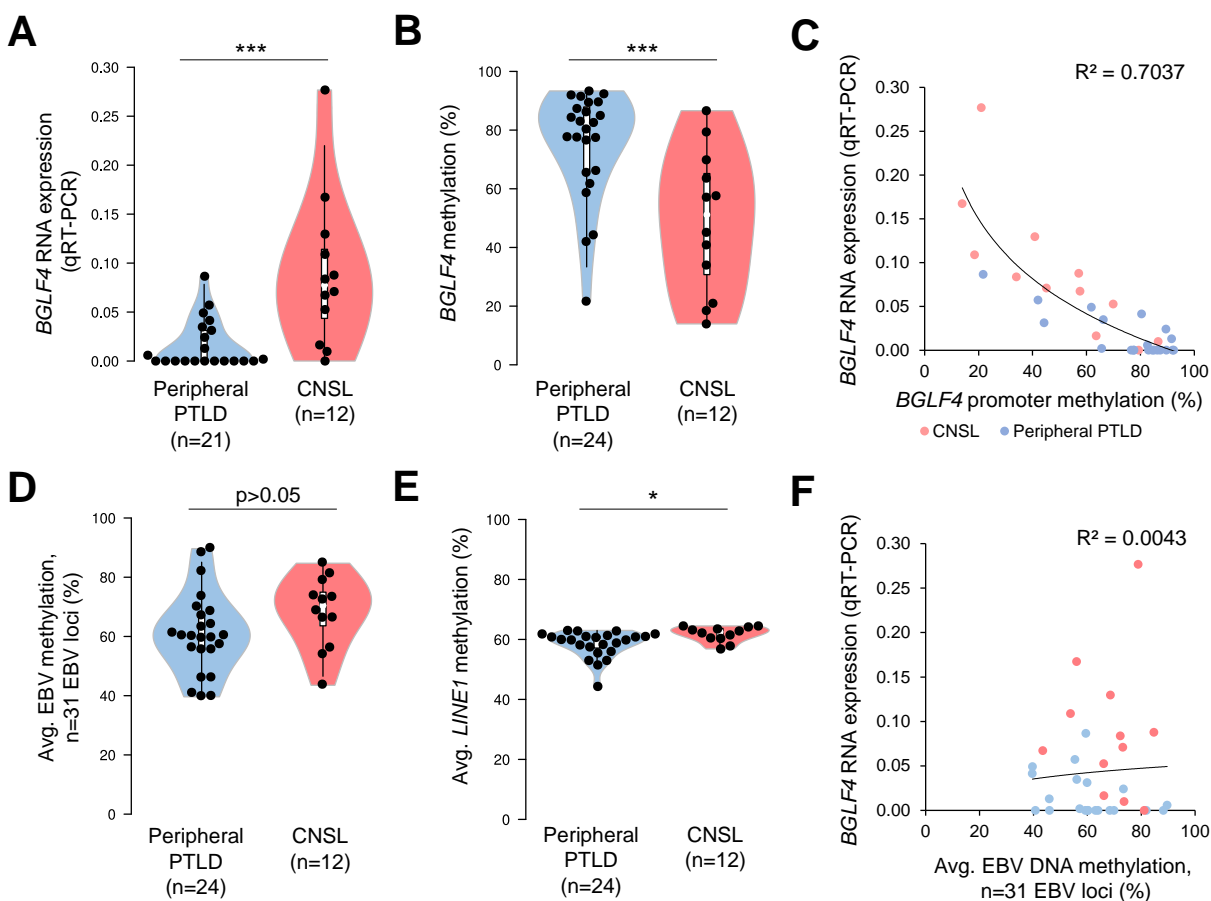 A
***
BGLF4 RNA expression
(qRT-PCR)
0.30
0.25
0.20
0.15
0.10
0.05
0.00
Peripheral
PTLD
(n=21)
CNSL
(n=12)
B
***
BGLF4 methylation (%)
100
80
60
40
20
0
Peripheral
PTLD
(n=24)
CNSL
(n=12)
C
R² = 0.7037
BGLF4 RNA expression (qRT-PCR)
0.30
0.25
0.20
0.15
0.10
0.05
0.00
0 20 40 60 80 100
BGLF4 promoter methylation (%)
CNSL Peripheral PTLD
D
p>0.05
Avg. EBV methylation,
n=31 EBV loci (%)
100
80
60
40
20
0
Peripheral
PTLD
(n=24)
CNSL
(n=12)
E
*
Avg. LINE1 methylation (%)
100
80
60
40
20
0
Peripheral
PTLD
(n=24)
CNSL
(n=12)
F
R² = 0.0043
BGLF4 RNA expression (qRT-PCR)
0.30
0.25
0.20
0.15
0.10
0.05
0.00
0 20 40 60 80 100
Avg. EBV DNA methylation,
n=31 EBV loci (%)